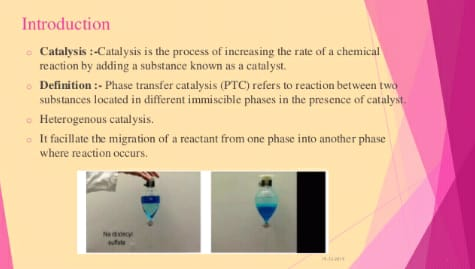 Introduction
Catalysis :-Catalysis is the process of increasing the rate of a chemical
reaction by adding a substance known as a catalyst.
Definition :- Phase transfer catalysis (PTC) refers to reaction between two
substances located in different immiscible phases in the presence of catalyst.
Heterogenous catalysis.
It facillate the migration of a reactant from one phase into another phase
where reaction occurs.
Na dodecyl
sulfate